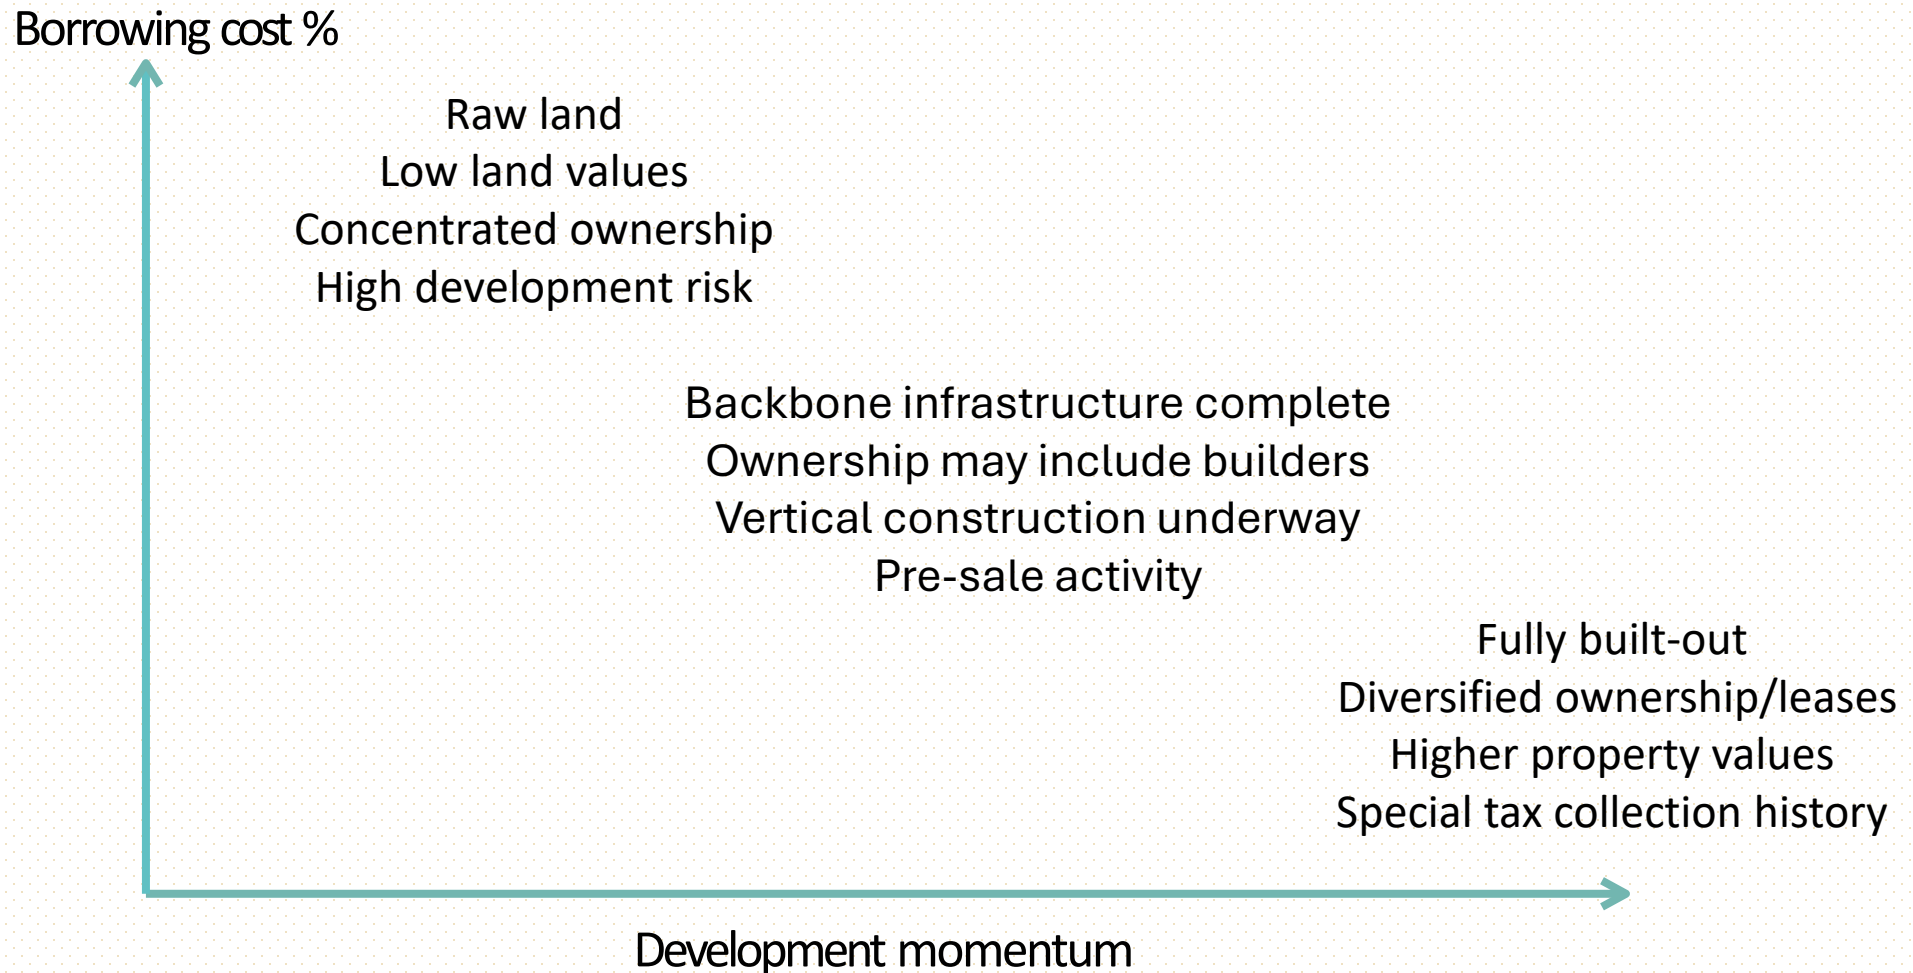 Borrowing cost %
Raw land
Low land values
Concentrated ownership
High development risk
Backbone infrastructure complete
Ownership may include builders
Vertical construction underway
Pre-sale activity
Fully built-out
Diversified ownership/leases
Higher property values
Special tax collection history
Development momentum